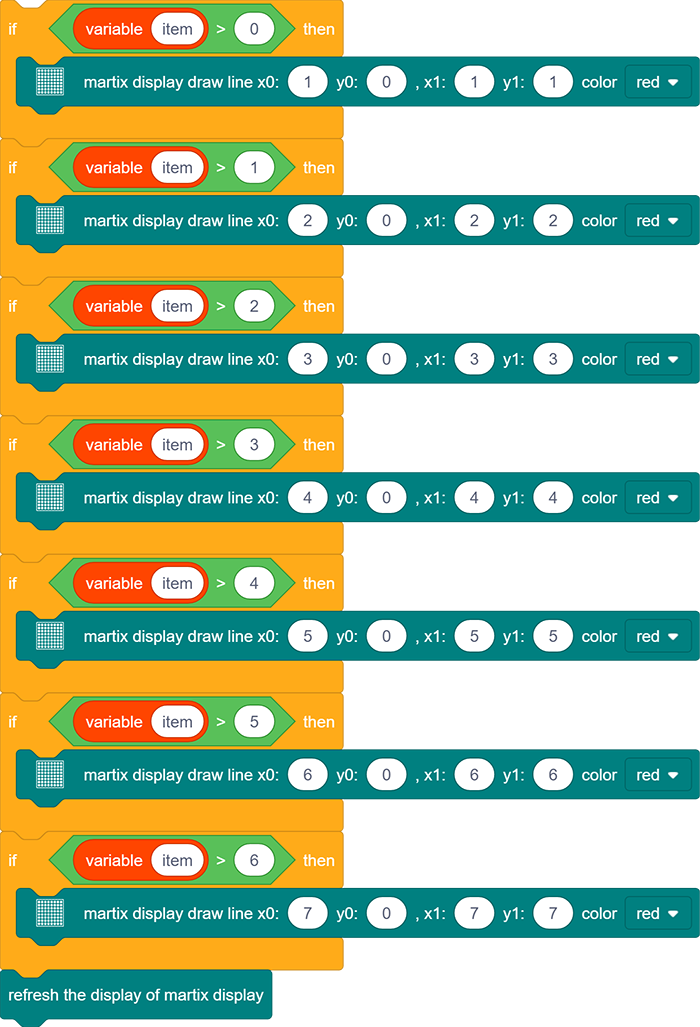 if variable item > 0 then
martix display draw line x0: 1 y0: 0 , x1: 1 y1: 1 color red
if variable item > 1 then
martix display draw line x0: 2 y0: 0 , x1: 2 y1: 2 color red
if variable item > 2 then
martix display draw line x0: 3 y0: 0 , x1: 3 y1: 3 color red
if variable item > 3 then
martix display draw line x0: 4 y0: 0 , x1: 4 y1: 4 color red
if variable item > 4 then
martix display draw line x0: 5 y0: 0 , x1: 5 y1: 5 color red
if variable item > 5 then
martix display draw line x0: 6 y0: 0 , x1: 6 y1: 6 color red
if variable item > 6 then
martix display draw line x0: 7 y0: 0 , x1: 7 y1: 7 color red
refresh the display of martix display